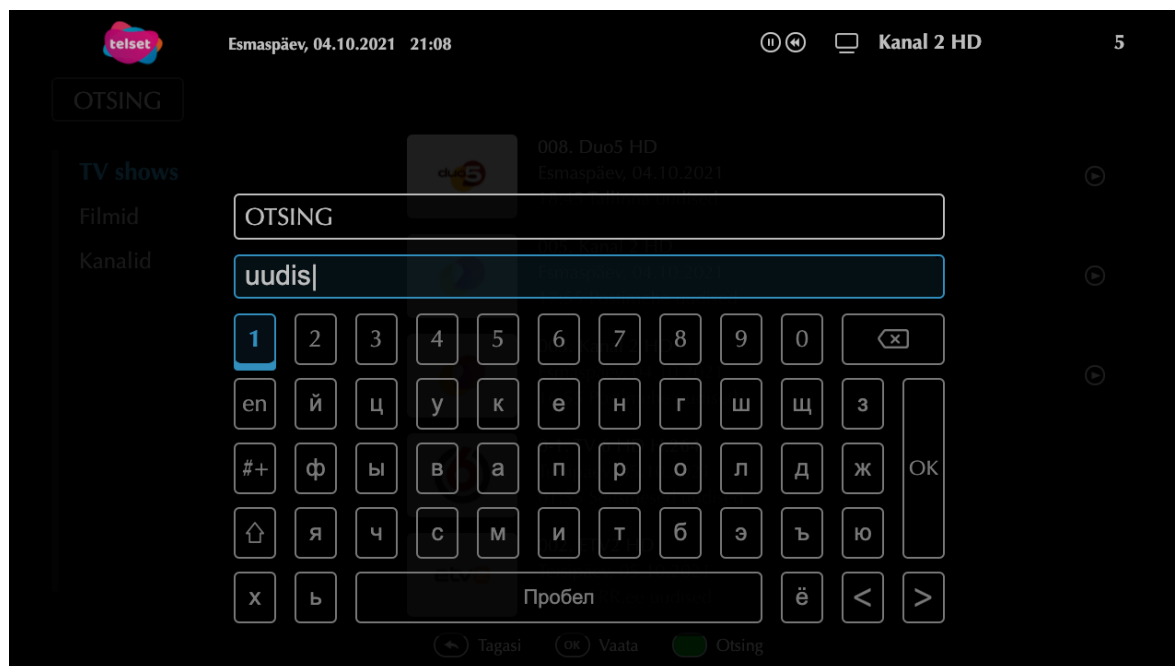 telset Esmaspäev, 04.10.2021 21:08 Kanal 2 HD 5
OTSING
008. Duo5 HD
TV shows duo5 Esmaspäev, 04.10.2021
Filmid
OTSING
Kanalid
uudis
1 2 3 4 5 6 7 8 9 0
en й ц у к е н г ш щ з
#+ ф ы в а п р о л д ж OK
я ч с м и т б э ъ ю
х ь Пробел ё < >
Tagasi OK Vaata Otsing